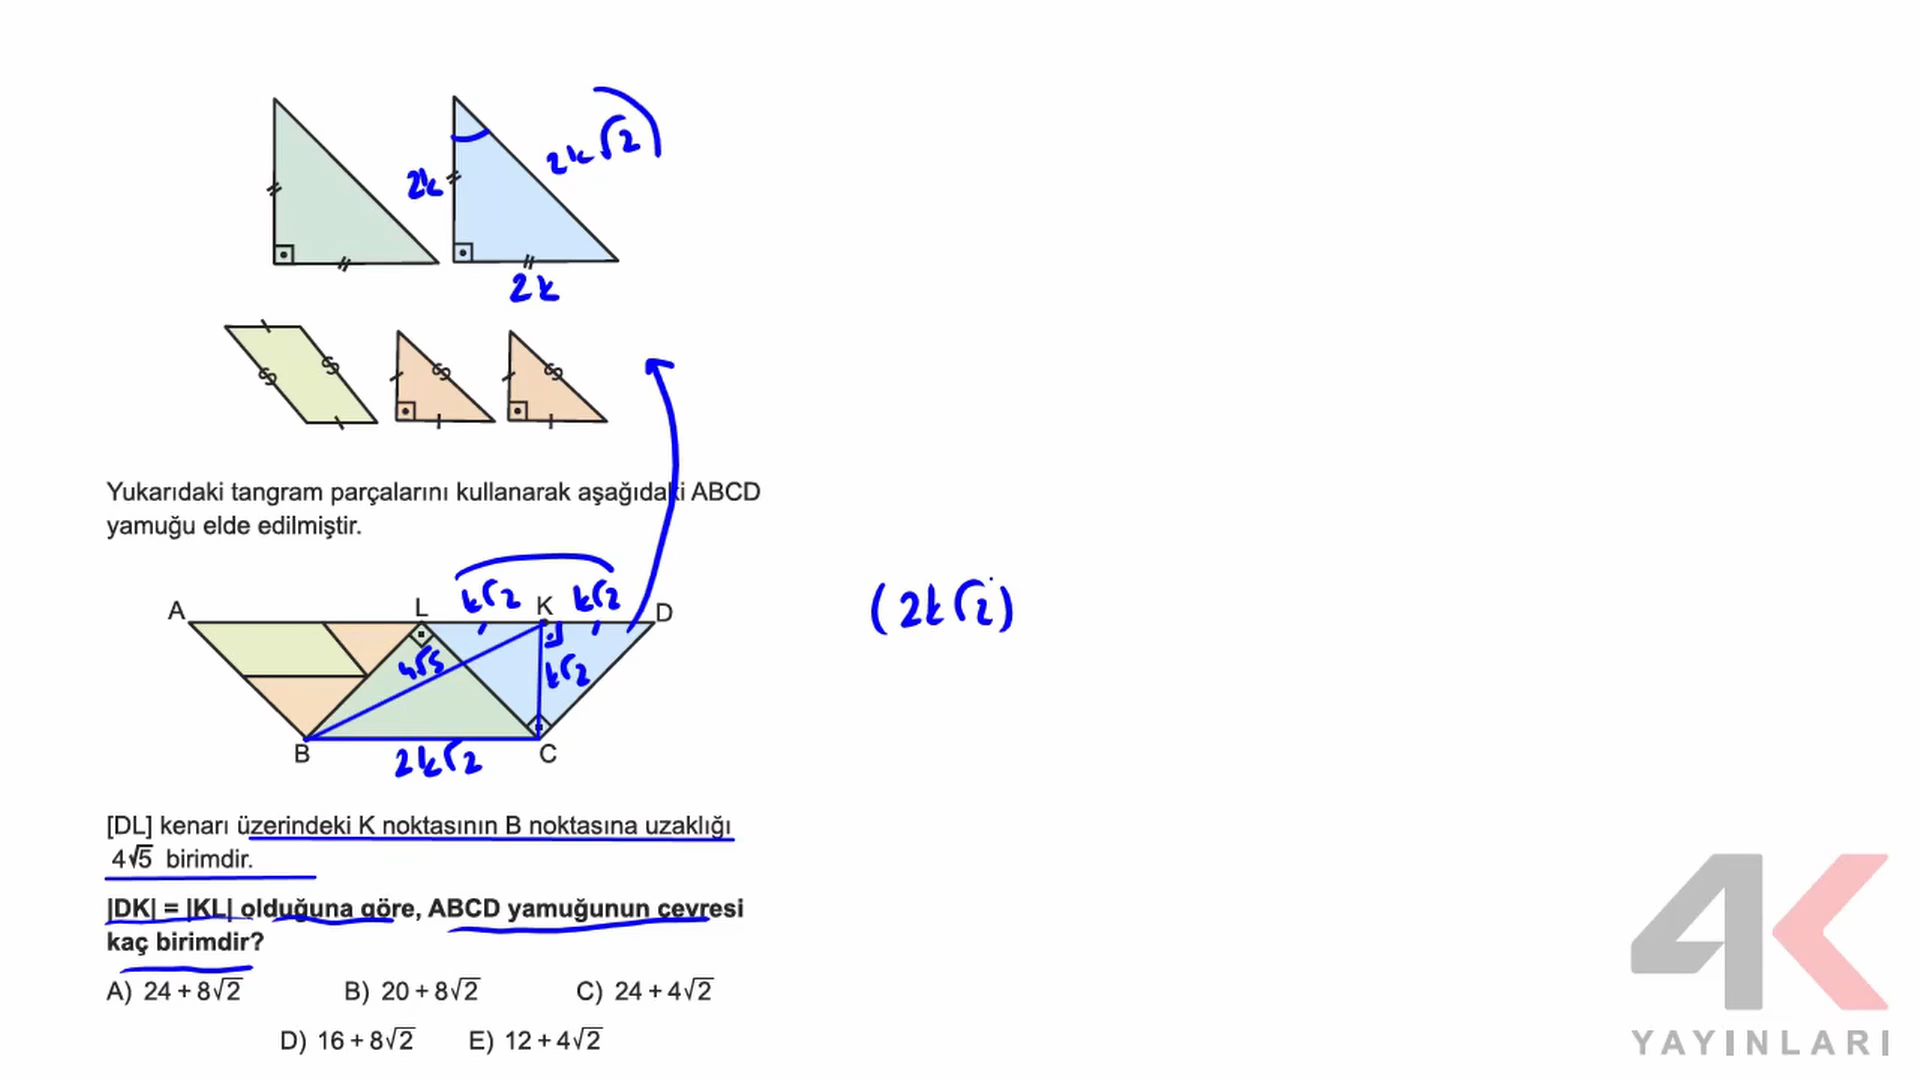 2k
2k√2
2k
Yukarıdaki tangram parçalarını kullanarak aşağıdaki ABCD
yamuğu elde edilmiştir.
k√2 k√2
A L K D
(2k√2)
4√5 k√2
B C
2k√2
[DL] kenarı üzerindeki K noktasının B noktasına uzaklığı
4√5 birimdir.
|DK| = |KL| olduğuna göre, ABCD yamuğunun çevresi
kaç birimdir?
A) 24 + 8√2 B) 20 + 8√2 C) 24 + 4√2
D) 16 + 8√2 E) 12 + 4√2
4K
YAYINLARI